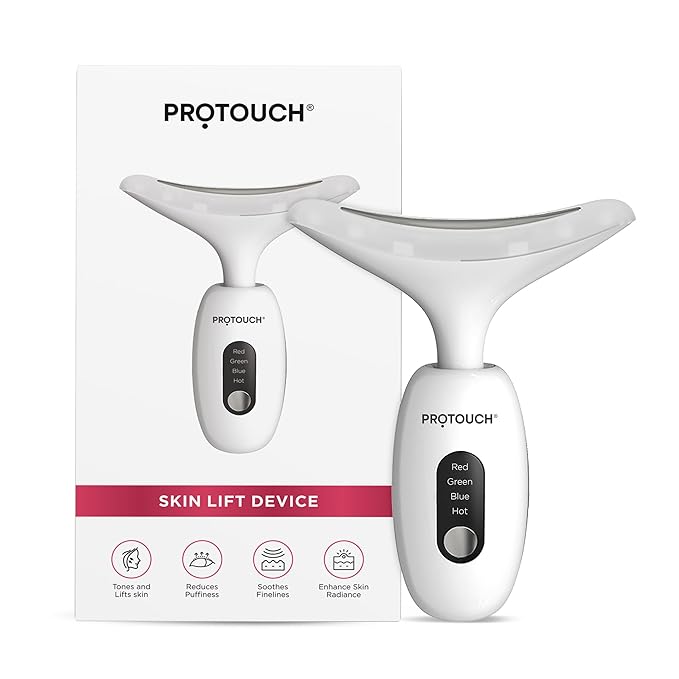 PROTOUCH®
PROTOUCH®
Red
Green
Blue
Hot
SKIN LIFT DEVICE
Tones and
Lifts skin
Reduces
Puffiness
Soothes
Finelines
Enhance Skin
Radiance
PROTOUCH®
Red
Green
Blue
Hot